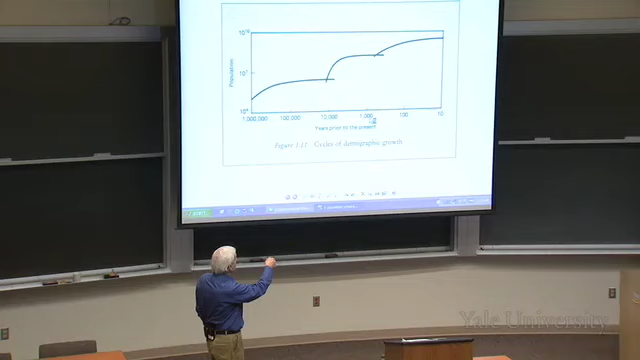 10¹⁰
Population
10⁷
10⁴
1,000,000
100,000
10,000
1,000
100
10
Years prior to the present
Figure 1.11 Cycles of demographic growth
Yale University